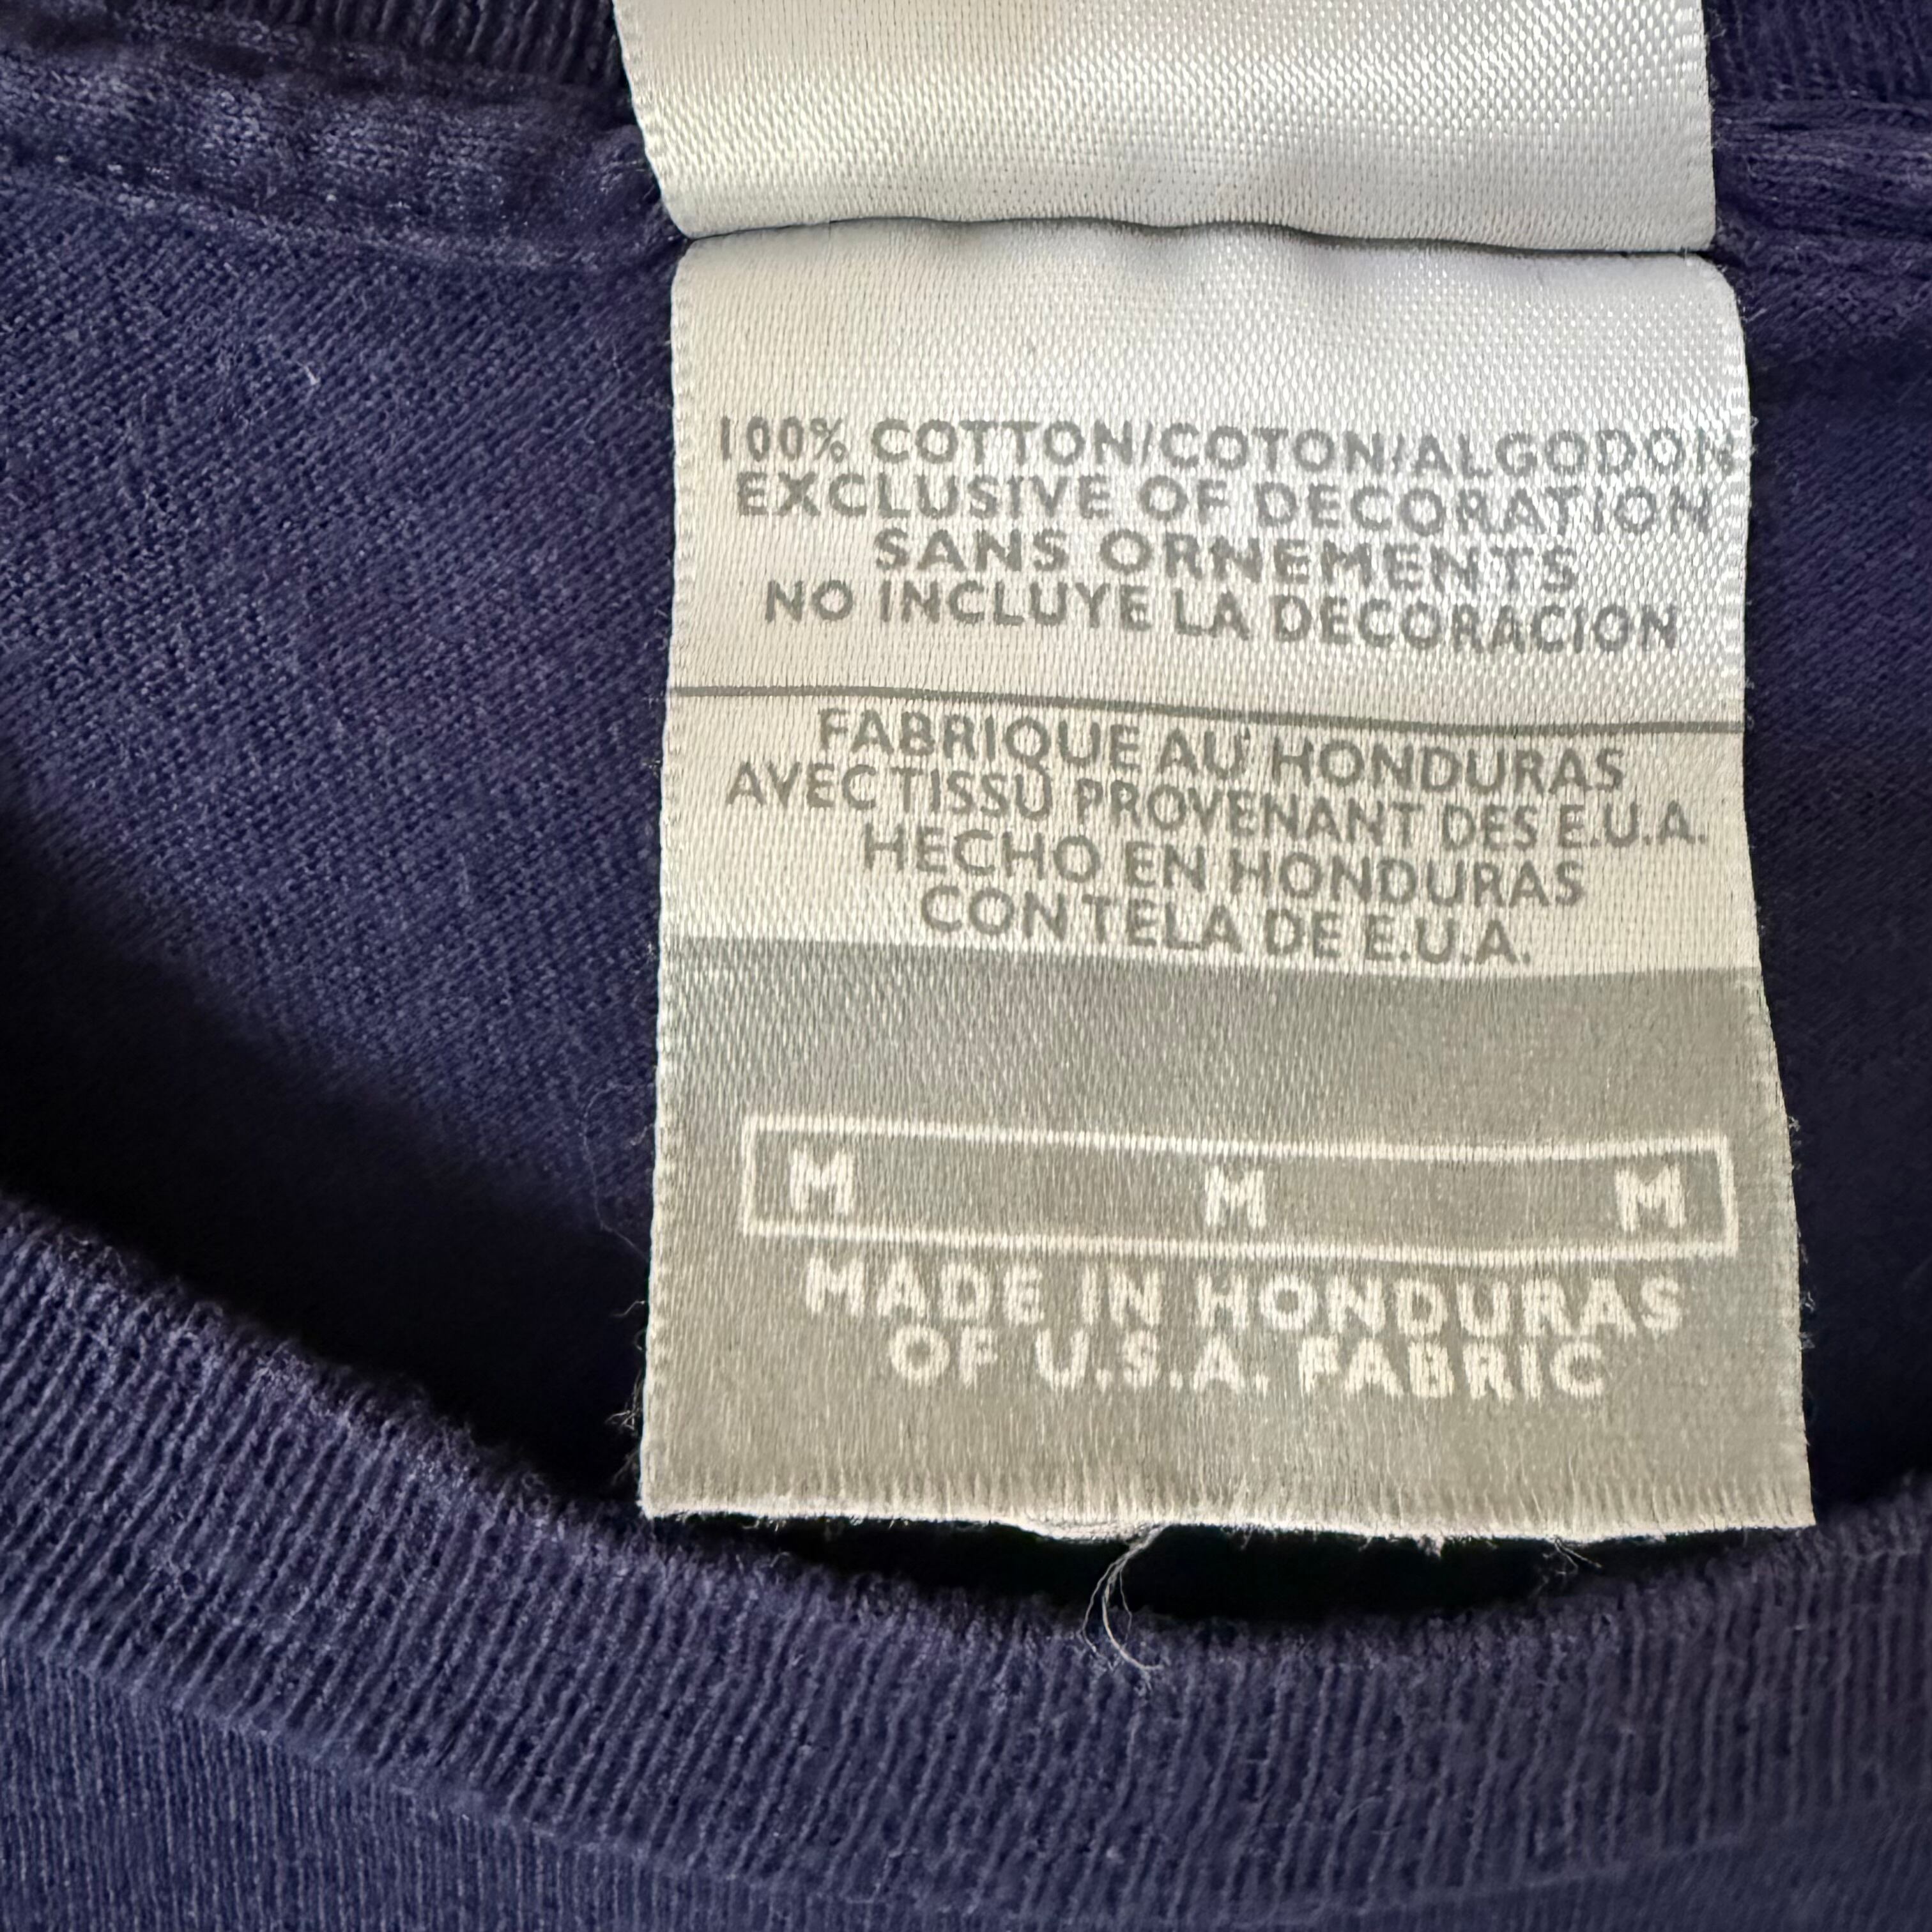 100% COTTON/COTON/ALGODON
EXCLUSIVE OF DECORATION
SANS ORNEMENTS
NO INCLUYE LA DECORACION
FABRIQUE AU HONDURAS
AVEC TISSU PROVENANT DES E.U.A.
HECHO EN HONDURAS
CON TELA DE E.U.A.
M M M
MADE IN HONDURAS
OF U.S.A. FABRIC